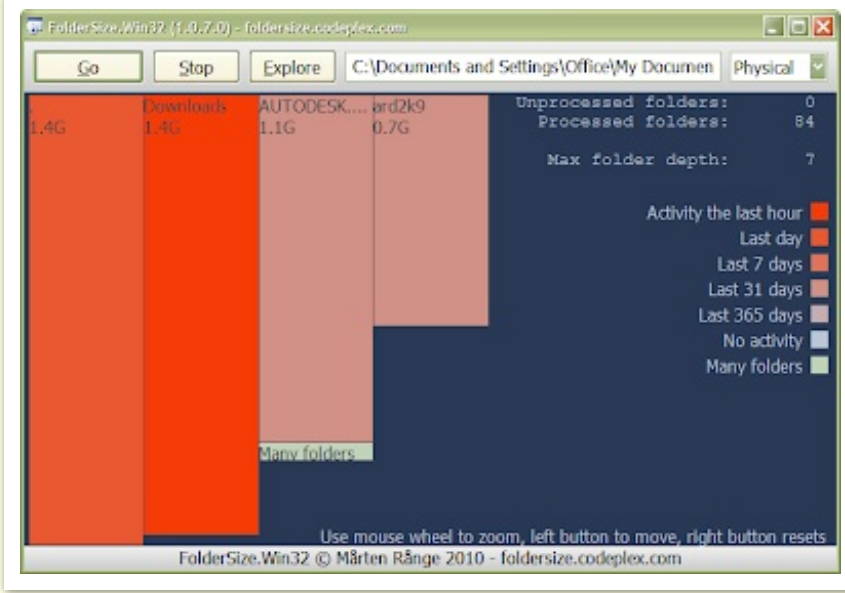 FolderSize.Win32 (1.0.7.0) - foldersize.codeplex.com
Go Stop Explore C:\Documents and Settings\Office\My Documen Physical
. Downloads AUTODESK.... ard2k9
1.4G 1.4G 1.1G 0.7G
Unprocessed folders: 0
Processed folders: 84
Max folder depth: 7
Activity the last hour
Last day
Last 7 days
Last 31 days
Last 365 days
No activity
Many folders
Many folders
Use mouse wheel to zoom, left button to move, right button resets
FolderSize.Win32 © Mårten Rånge 2010 - foldersize.codeplex.com